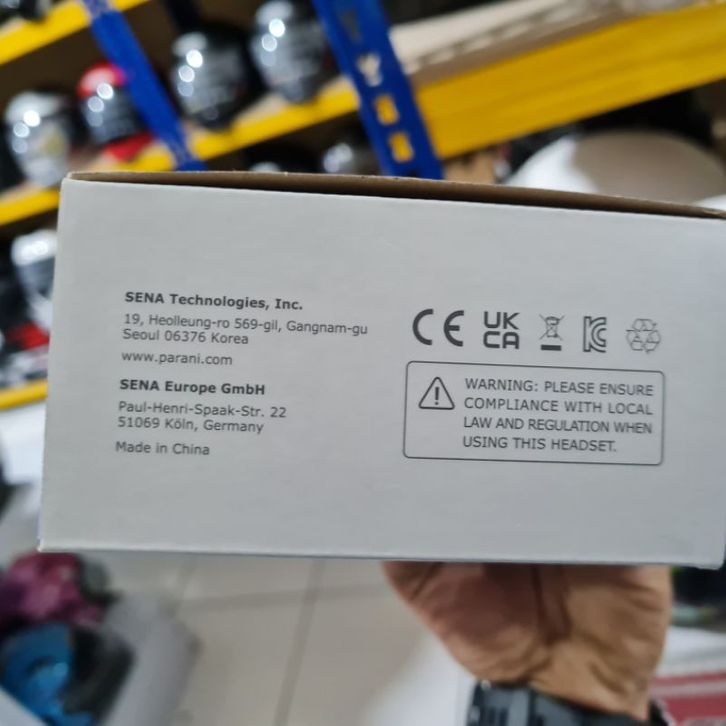 SENA Technologies, Inc.
19, Heolleung-ro 569-gil, Gangnam-gu
Seoul 06376 Korea
www.parani.com
SENA Europe GmbH
Paul-Henri-Spaak-Str. 22
51069 Köln, Germany
Made in China
CE UK CA
WARNING: PLEASE ENSURE
COMPLIANCE WITH LOCAL
LAW AND REGULATION WHEN
USING THIS HEADSET.